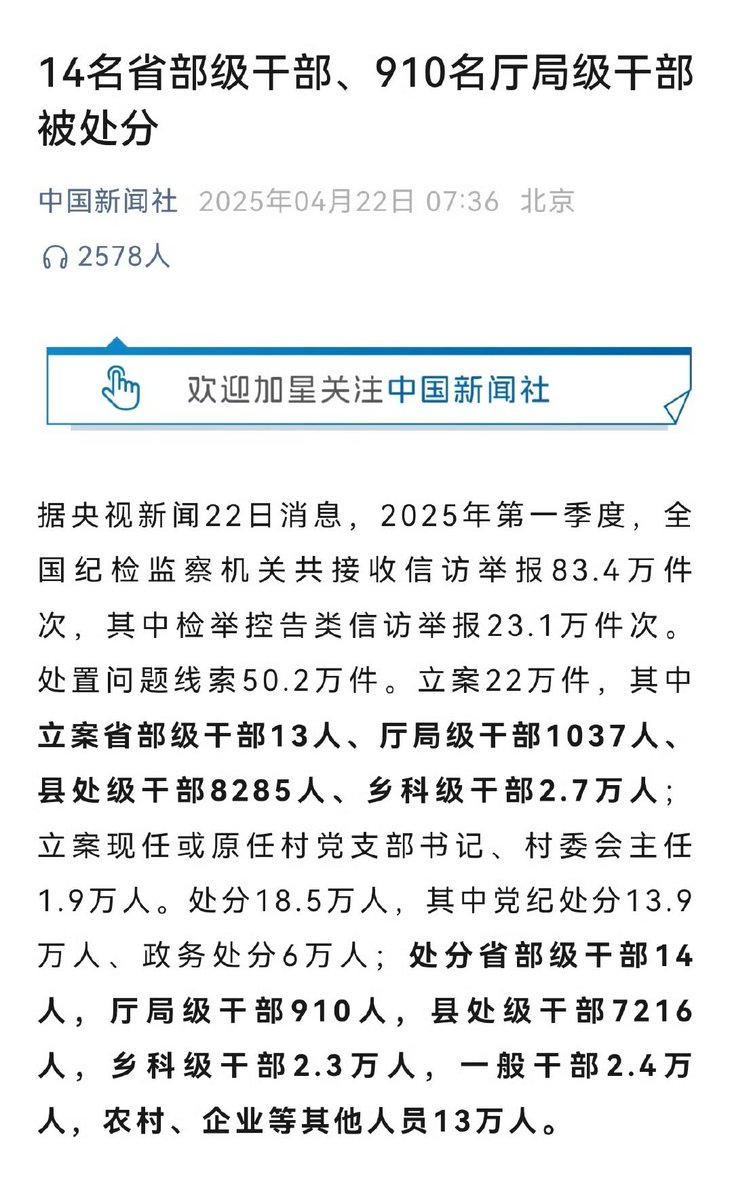 14名省部级干部、910名厅局级干部
被处分
中国新闻社 2025年04月22日 07:36 北京
2578人
欢迎加星关注中国新闻社
据央视新闻22日消息，2025年第一季度，全
国纪检监察机关共接收信访举报83.4万件
次，其中检举控告类信访举报23.1万件次。
处置问题线索50.2万件。立案22万件，其中
立案省部级干部13人、厅局级干部1037人、
县处级干部8285人、乡科级干部2.7万人；
立案现任或原任村党支部书记、村委会主任
1.9万人。处分18.5万人，其中党纪处分13.9
万人、政务处分6万人；处分省部级干部14
人，厅局级干部910人，县处级干部7216
人，乡科级干部2.3万人，一般干部2.4万
人，农村、企业等其他人员13万人。